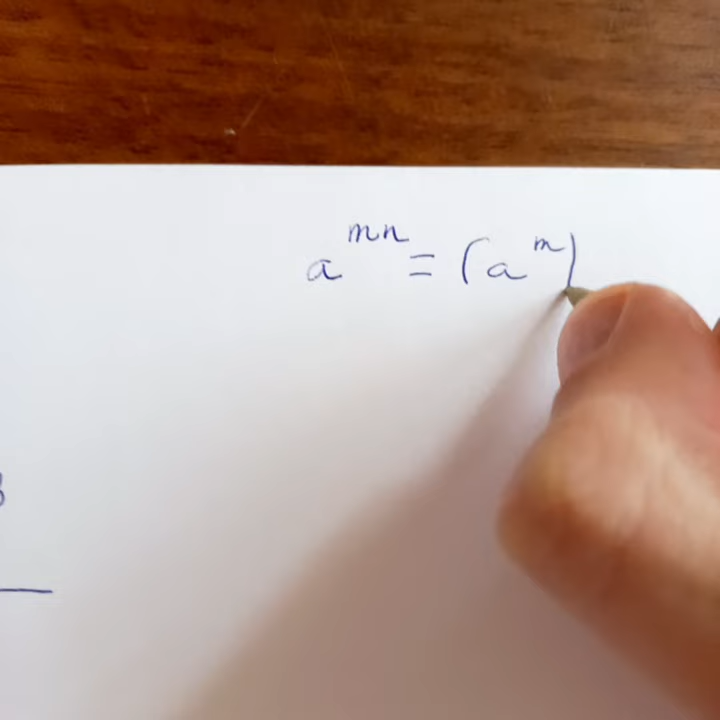 a^{mn} = (a^m)